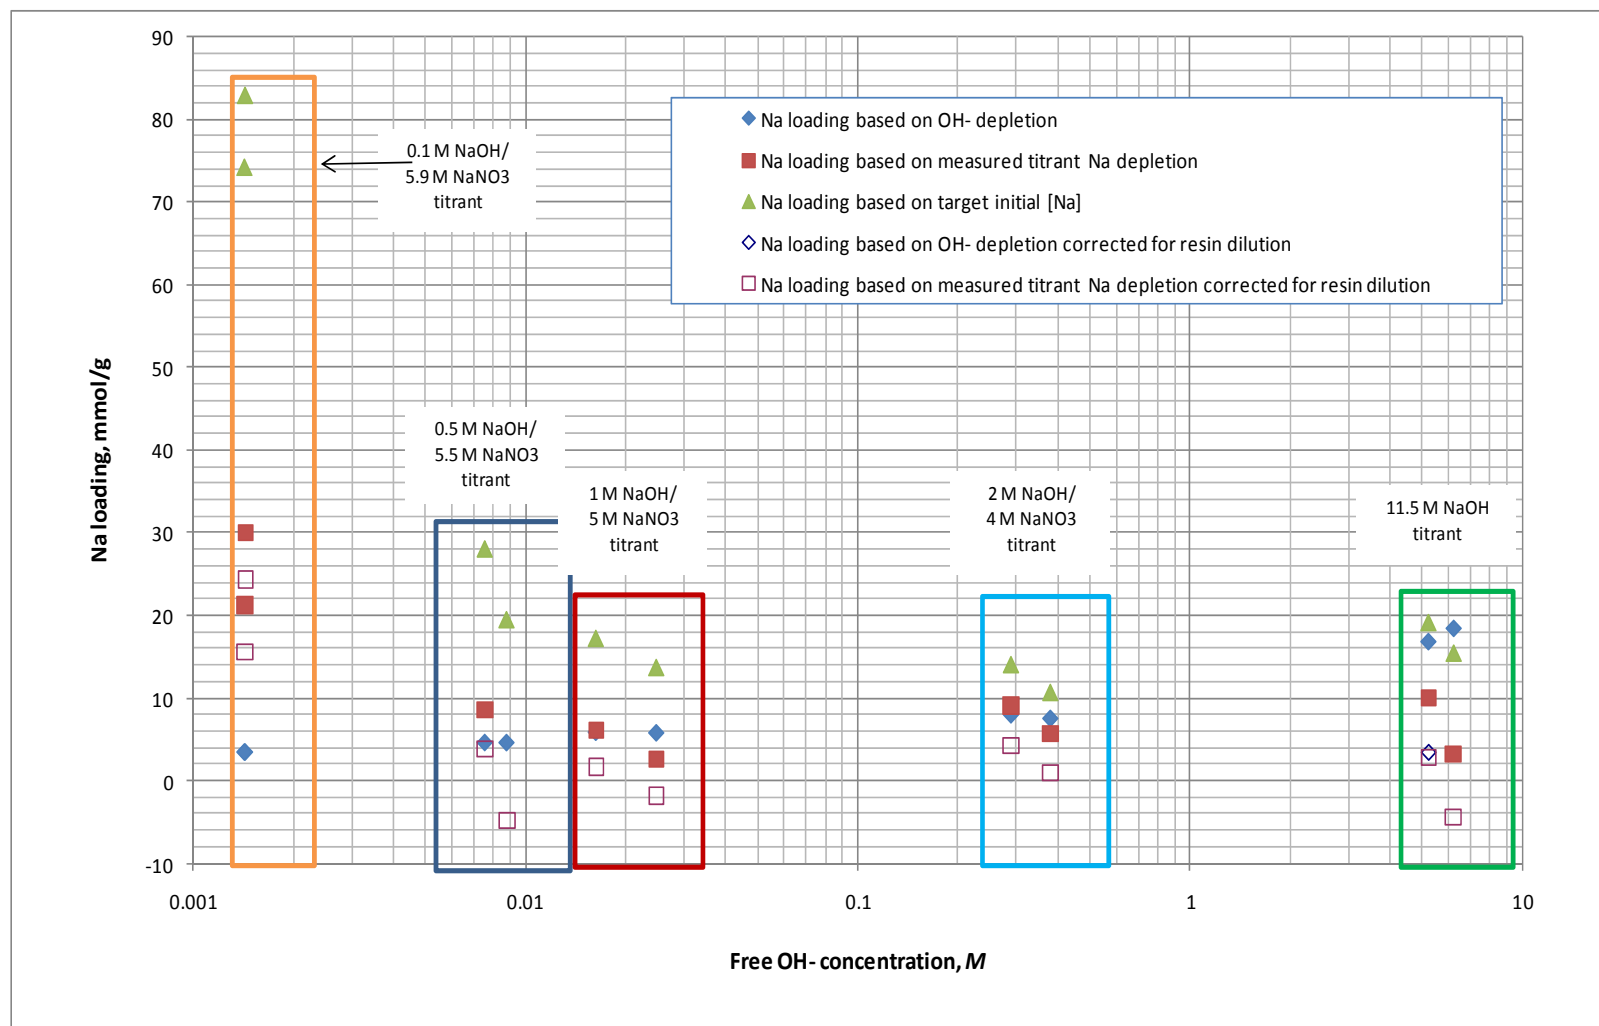 90
80
70
60
50
40
30
20
10
0
-10
Na loading, mmol/g
0.001
0.01
0.1
1
10
Free OH- concentration, M
Na loading based on OH- depletion
Na loading based on measured titrant Na depletion
Na loading based on target initial [Na]
Na loading based on OH- depletion corrected for resin dilution
Na loading based on measured titrant Na depletion corrected for resin dilution
0.1 M NaOH/
5.9 M NaNO3
titrant
0.5 M NaOH/
5.5 M NaNO3
titrant
1 M NaOH/
5 M NaNO3
titrant
2 M NaOH/
4 M NaNO3
titrant
11.5 M NaOH
titrant